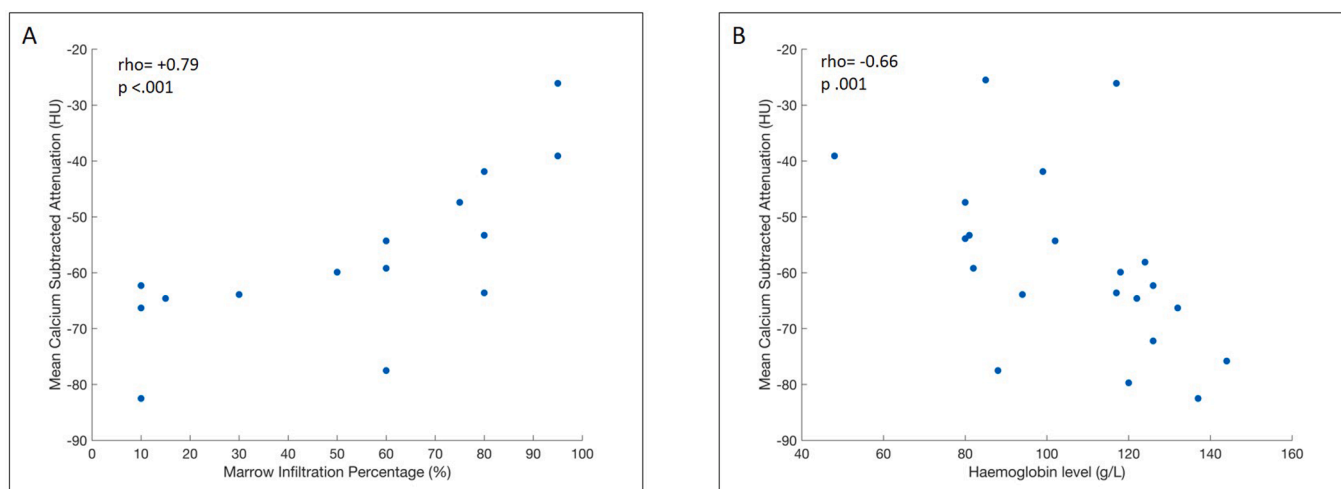 A
rho= +0.79
p <.001
Mean Calcium Subtracted Attenuation (HU)
-20
-30
-40
-50
-60
-70
-80
-90
0 10 20 30 40 50 60 70 80 90 100
Marrow Infiltration Percentage (%)
B
rho= -0.66
p .001
Mean Calcium Subtracted Attenuation (HU)
-20
-30
-40
-50
-60
-70
-80
-90
40 60 80 100 120 140 160
Haemoglobin level (g/L)